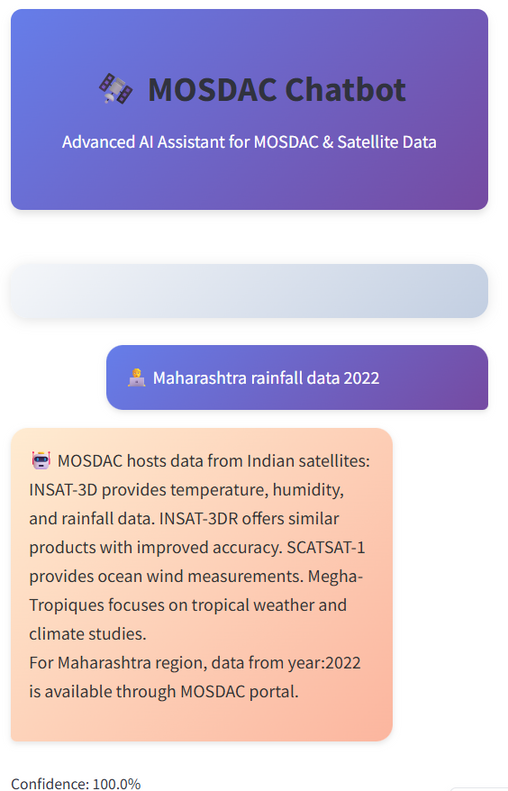 MOSDAC Chatbot
Advanced AI Assistant for MOSDAC & Satellite Data
Maharashtra rainfall data 2022
MOSDAC hosts data from Indian satellites:
INSAT-3D provides temperature, humidity,
and rainfall data. INSAT-3DR offers similar
products with improved accuracy. SCATSAT-1
provides ocean wind measurements. Megha-
Tropiques focuses on tropical weather and
climate studies.
For Maharashtra region, data from year:2022
is available through MOSDAC portal.
Confidence: 100.0%